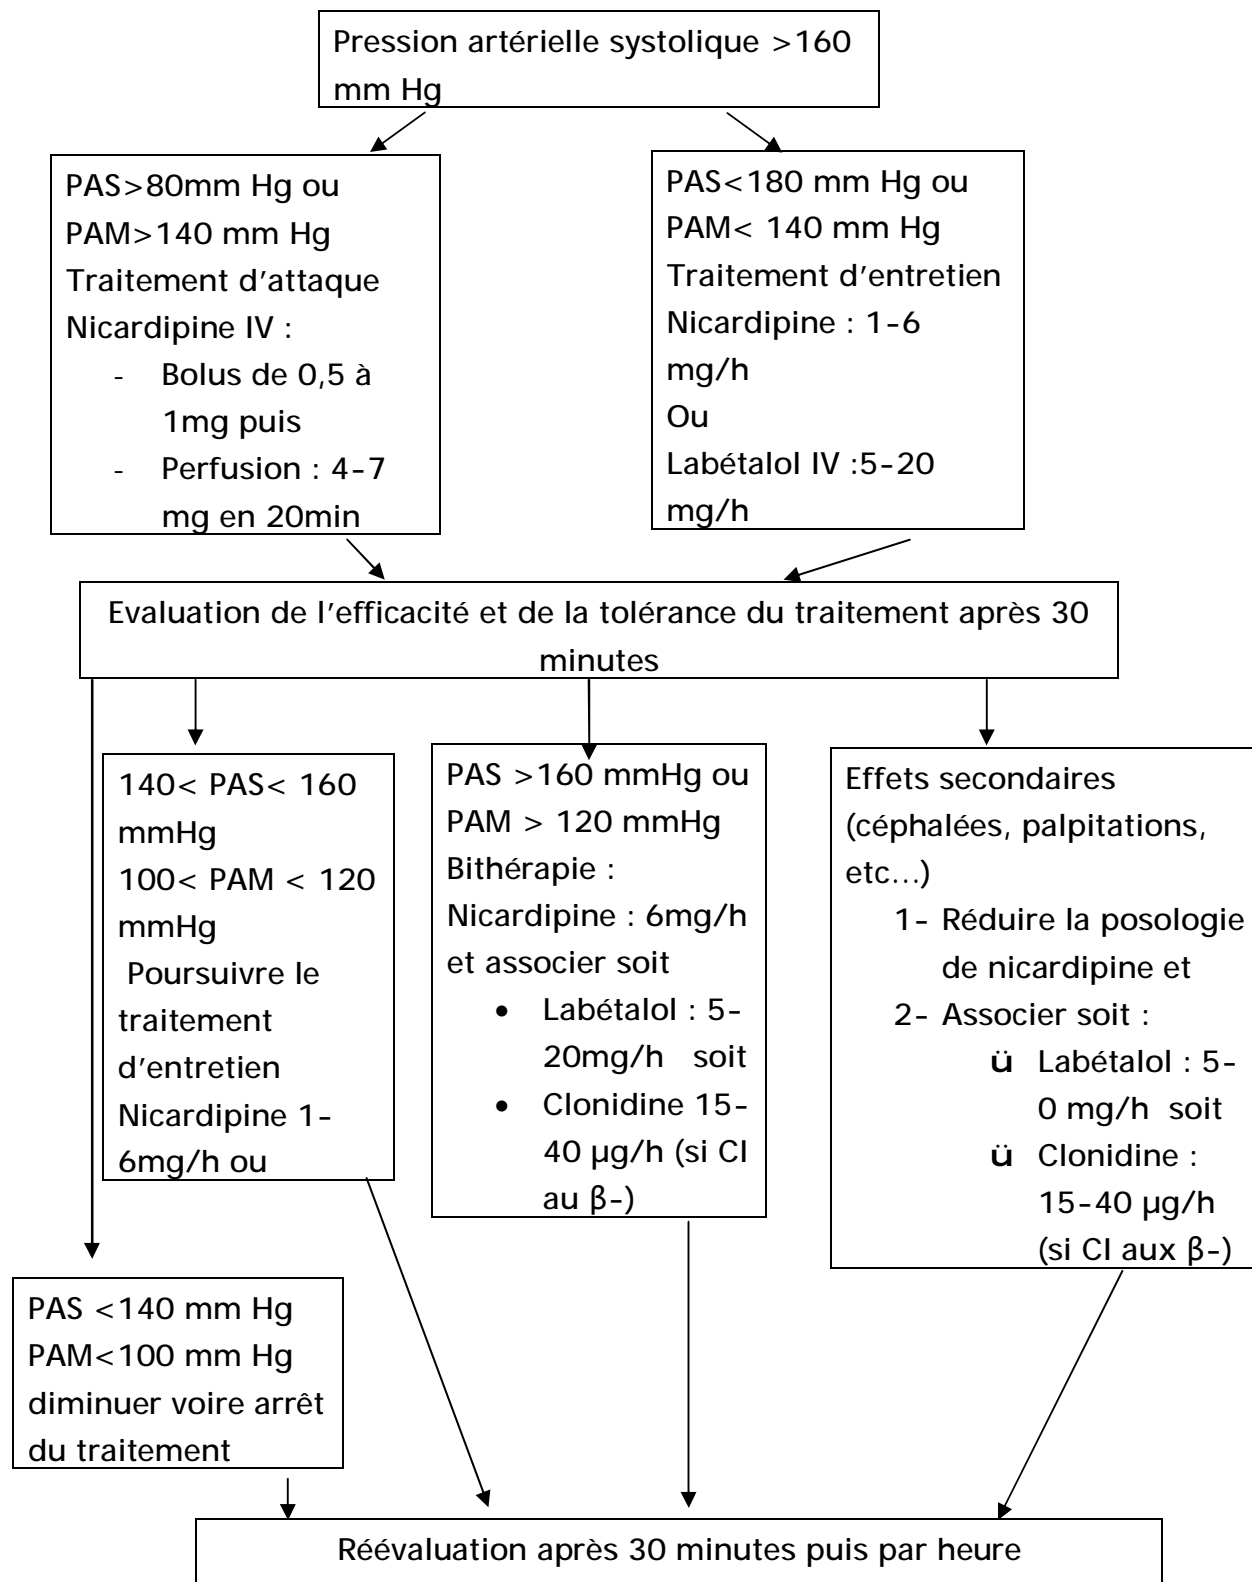 Pression artérielle systolique >160
mm Hg
PAS>80mm Hg ou
PAM>140 mm Hg
Traitement d'attaque
Nicardipine IV :
- Bolus de 0,5 à
1mg puis
- Perfusion : 4-7
mg en 20min
PAS<180 mm Hg ou
PAM< 140 mm Hg
Traitement d'entretien
Nicardipine : 1-6
mg/h
Ou
Labétalol IV :5-20
mg/h
Evaluation de l'efficacité et de la tolérance du traitement après 30
minutes
140< PAS< 160
mmHg
100< PAM < 120
mmHg
Poursuivre le
traitement
d'entretien
Nicardipine 1-
6mg/h ou
PAS >160 mmHg ou
PAM > 120 mmHg
Bithérapie :
Nicardipine : 6mg/h
et associer soit
• Labétalol : 5-
20mg/h soit
• Clonidine 15-
40 µg/h (si CI
au β-)
Effets secondaires
(céphalées, palpitations,
etc…)
1- Réduire la posologie
de nicardipine et
2- Associer soit :
ü Labétalol : 5-
0 mg/h soit
ü Clonidine :
15-40 µg/h
(si CI aux β-)
PAS <140 mm Hg
PAM<100 mm Hg
diminuer voire arrêt
du traitement
Réévaluation après 30 minutes puis par heure